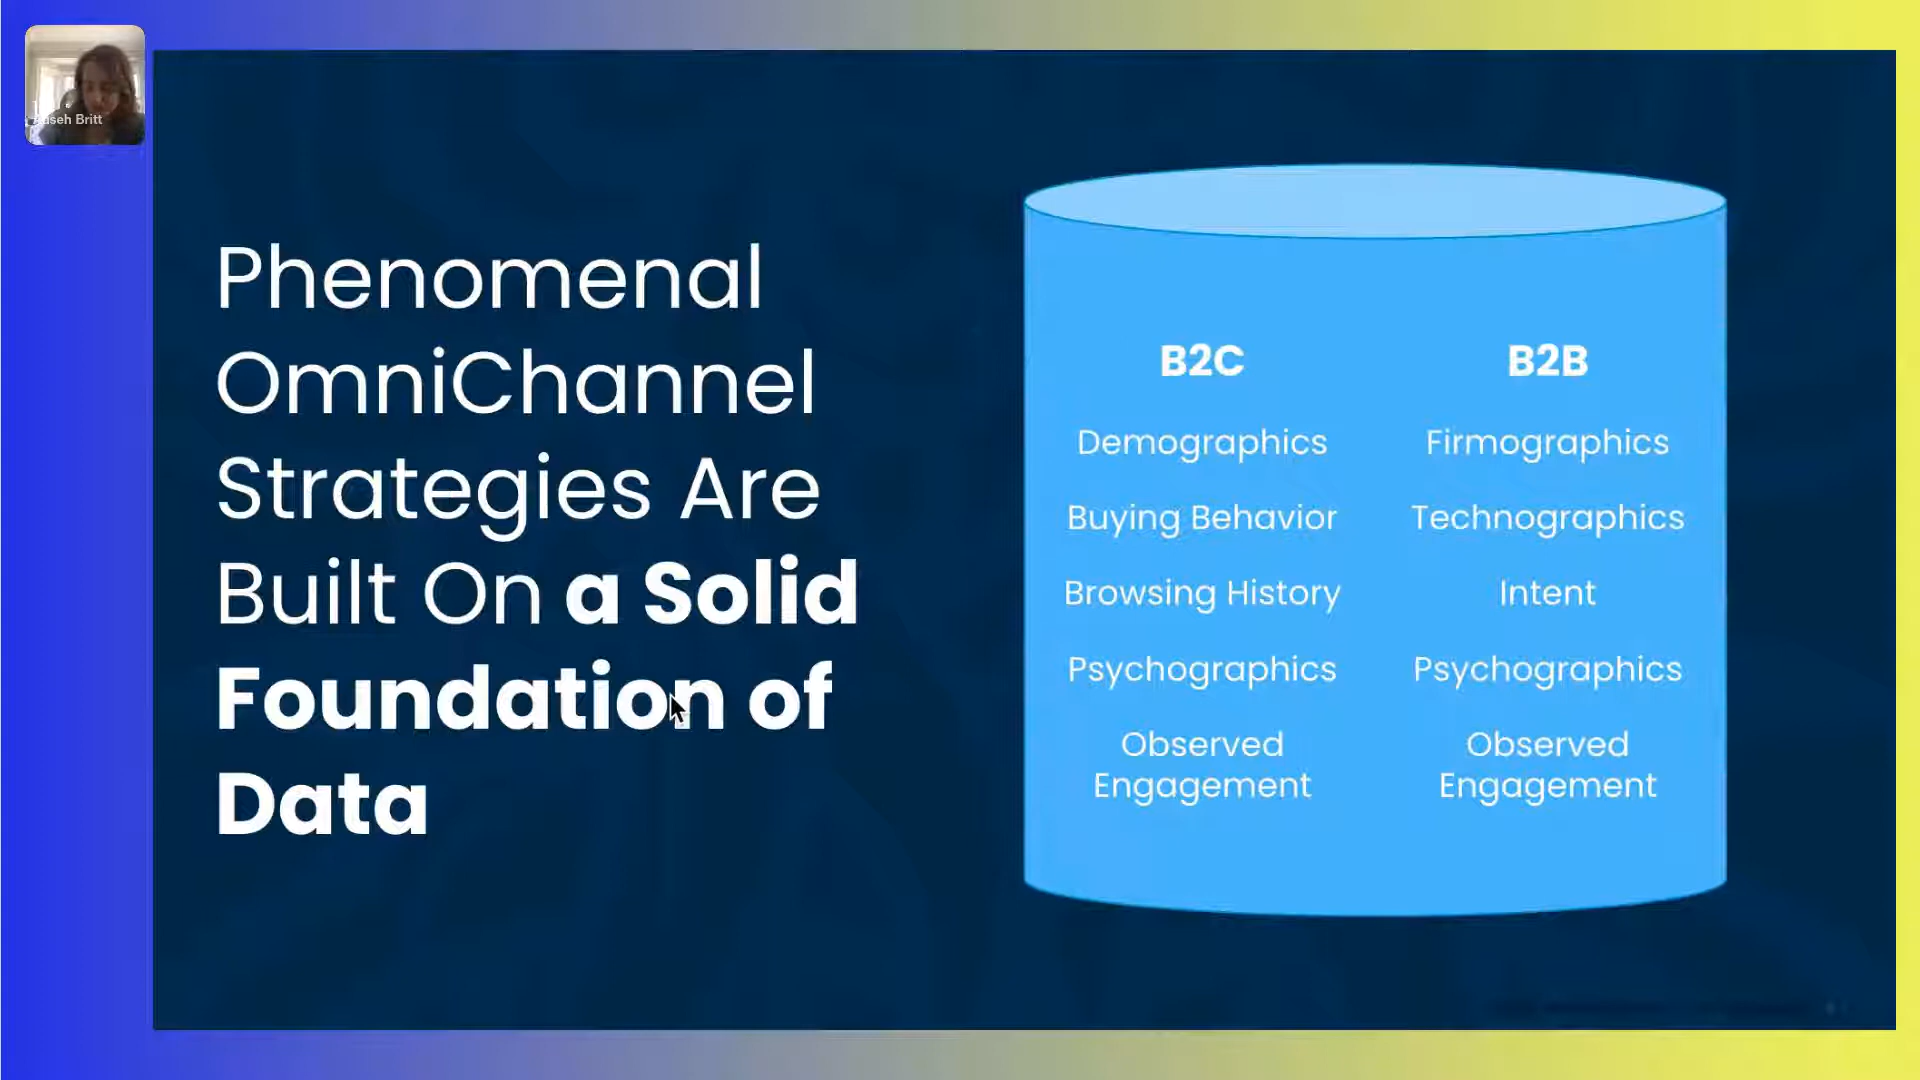 Britt
Phenomenal
OmniChannel
Strategies Are
Built On a Solid
Foundation of
Data
B2C
Demographics
Buying Behavior
Browsing History
Psychographics
Observed
Engagement
B2B
Firmographics
Technographics
Intent
Psychographics
Observed
Engagement